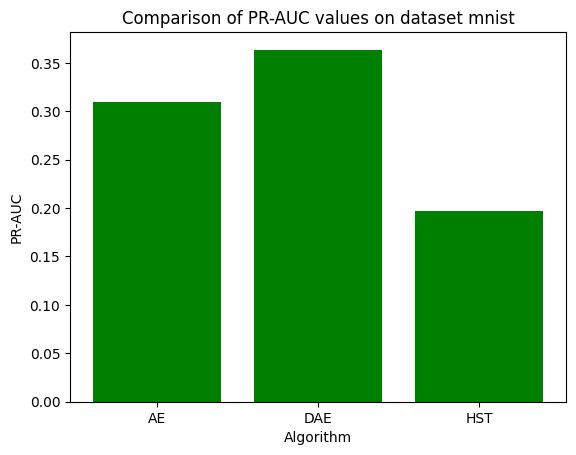 Comparison of PR-AUC values on dataset mnist
0.35
0.30
0.25
0.20
0.15
0.10
0.05
0.00
PR-AUC
AE DAE HST
Algorithm